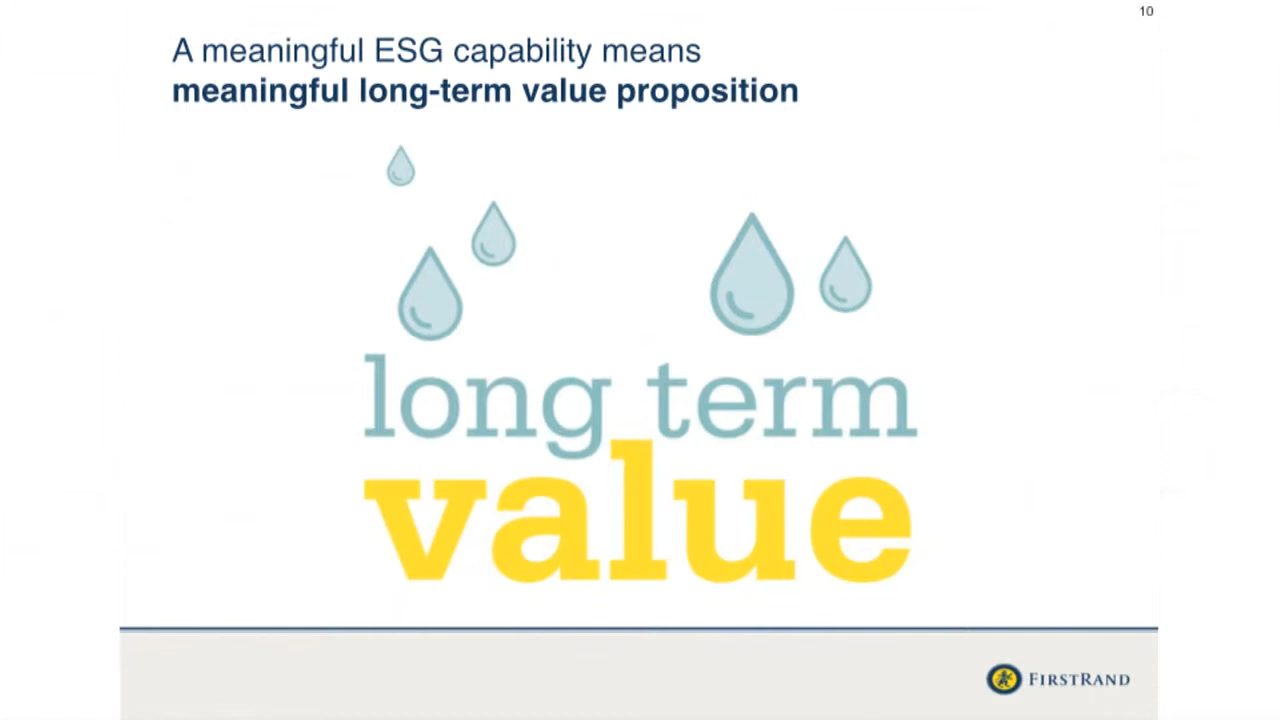 10
A meaningful ESG capability means
meaningful long-term value proposition
long term
value
FIRSTRAND